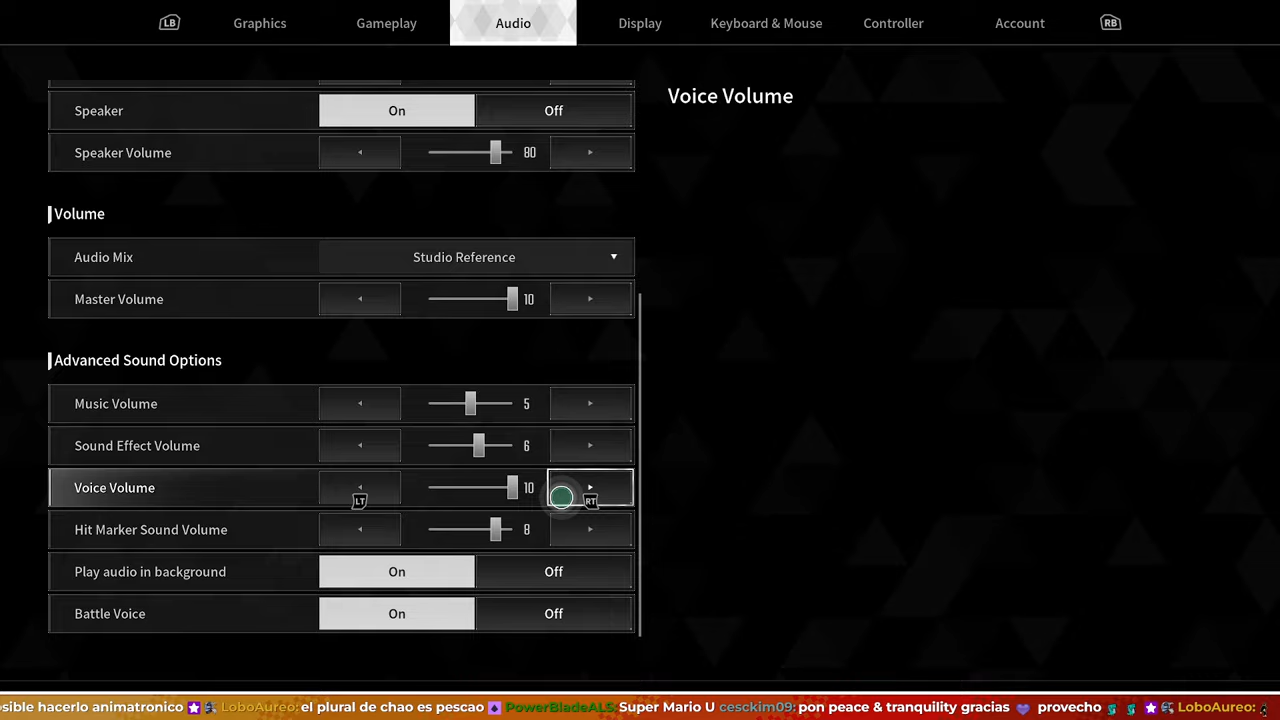 LB Graphics Gameplay Audio Display Keyboard & Mouse Controller Account RB
Voice Volume
Speaker On Off
Speaker Volume 80
Volume
Audio Mix Studio Reference
Master Volume 10
Advanced Sound Options
Music Volume 5
Sound Effect Volume 6
Voice Volume 10
LT RT
Hit Marker Sound Volume 8
Play audio in background On Off
Battle Voice On Off
sible hacerlo animatronico LoboAureo: el plural de chao es pescao PowerBladeALS: Super Mario U cesckim09: pon peace & tranquility gracias provecho LoboAureo: